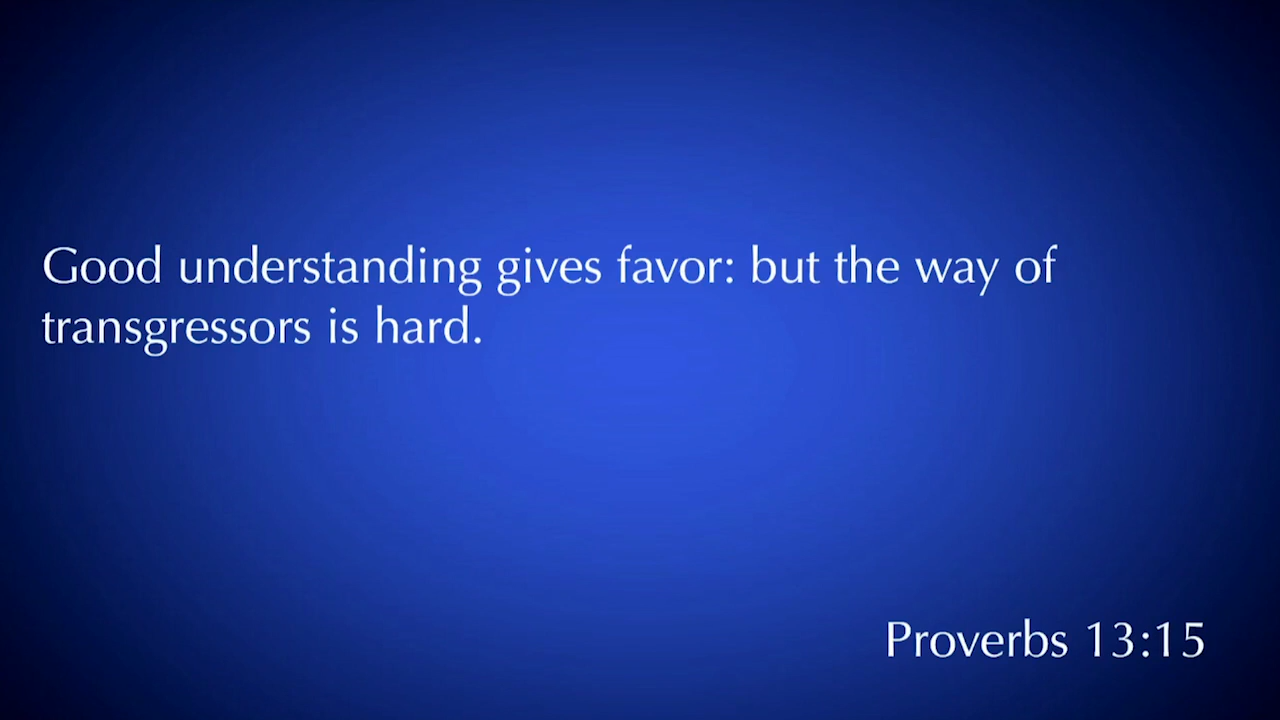 Good understanding gives favor: but the way of
transgressors is hard.
Proverbs 13:15